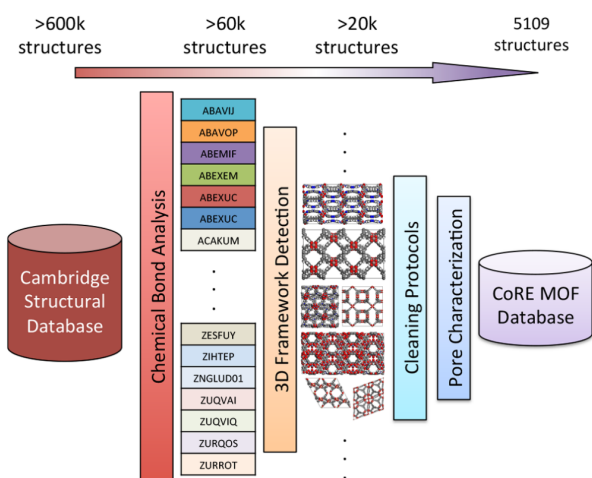 >600k
structures
>60k
structures
>20k
structures
5109
structures
Cambridge
Structural
Database
Chemical Bond Analysis
ABAVIJ
ABAVOP
ABEMIF
ABEXEM
ABEXUC
ABEXUC
ACAKUM
ZESFUY
ZIHTEP
ZNGLUD01
ZUQVAI
ZUQVIQ
ZURQOS
ZURROT
3D Framework Detection
Cleaning Protocols
Pore Characterization
CoRE MOF
Database